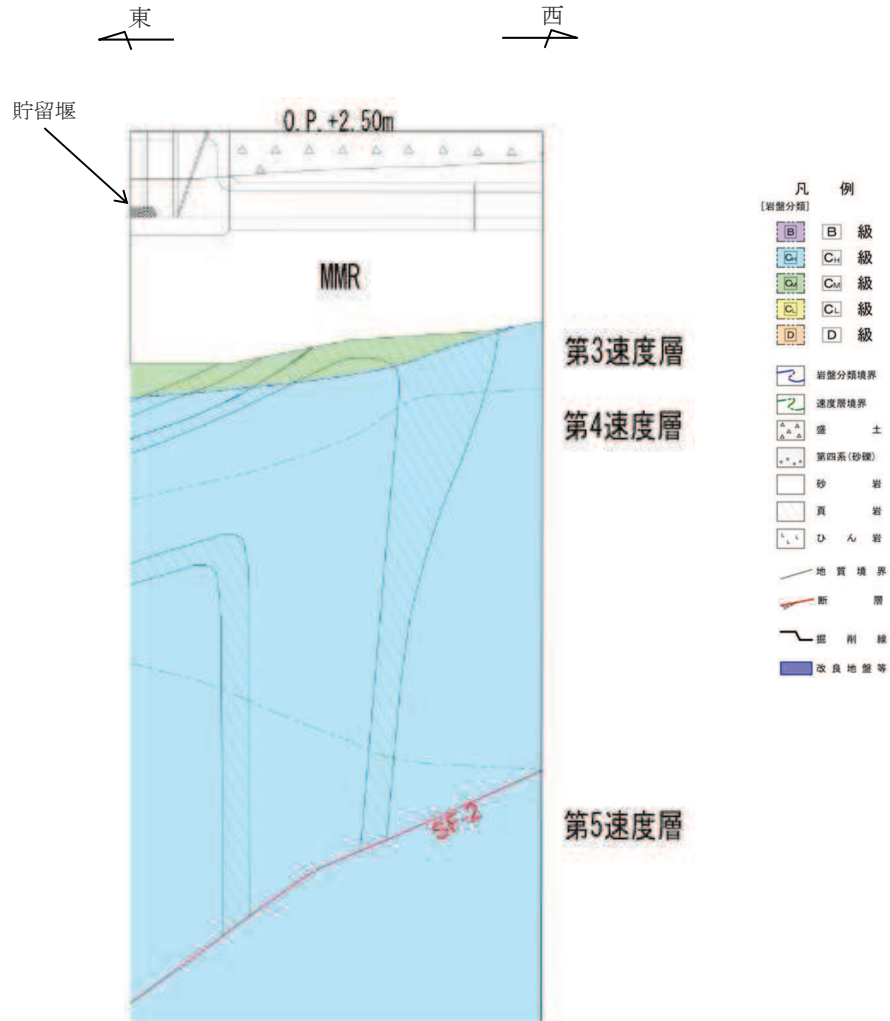 東
西
貯留堰
O.P.+2.50m
MMR
第3速度層
第4速度層
第5速度層
SF-2
凡 例
[岩盤分類]
B B 級
CH CH 級
CM CM 級
CL CL 級
D D 級
岩盤分類境界
速度層境界
盛 土
第四系(砂礫)
砂 岩
頁 岩
ひ ん 岩
地 質 境 界
断 層
掘 削 線
改 良 地 盤 等